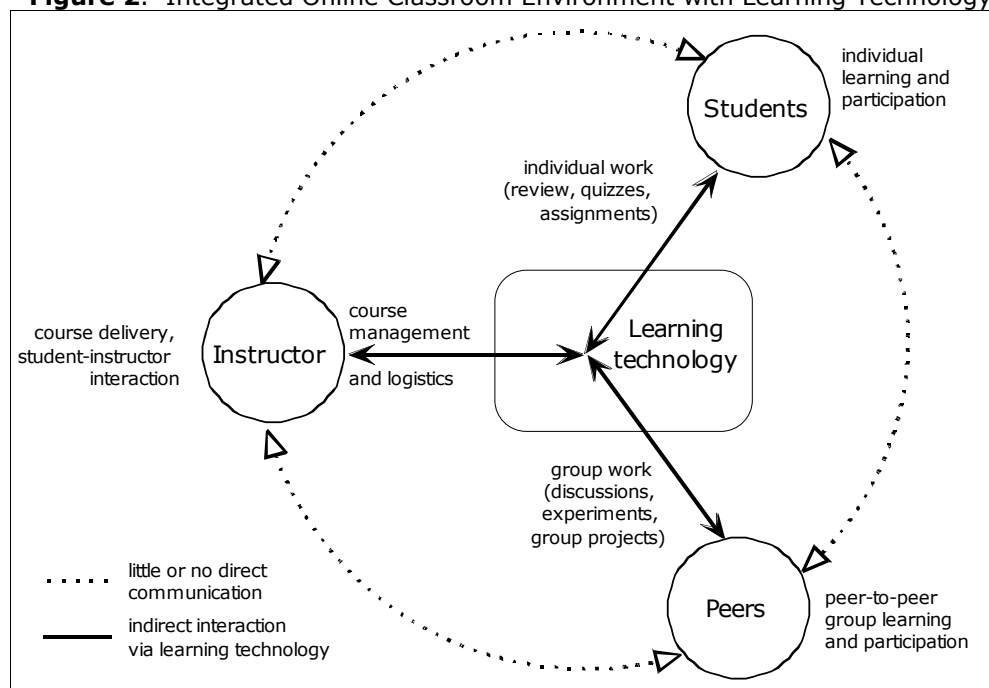 Figure 2. Integrated Online Classroom Environment with Learning Technology
individual
learning and
participation
Students
individual work
(review, quizzes,
assignments)
course
management
and logistics
course delivery,
student-instructor
interaction
Instructor
Learning
technology
group work
(discussions,
experiments,
group projects)
Peers
peer-to-peer
group learning
and participation
little or no direct
communication
indirect interaction
via learning technology